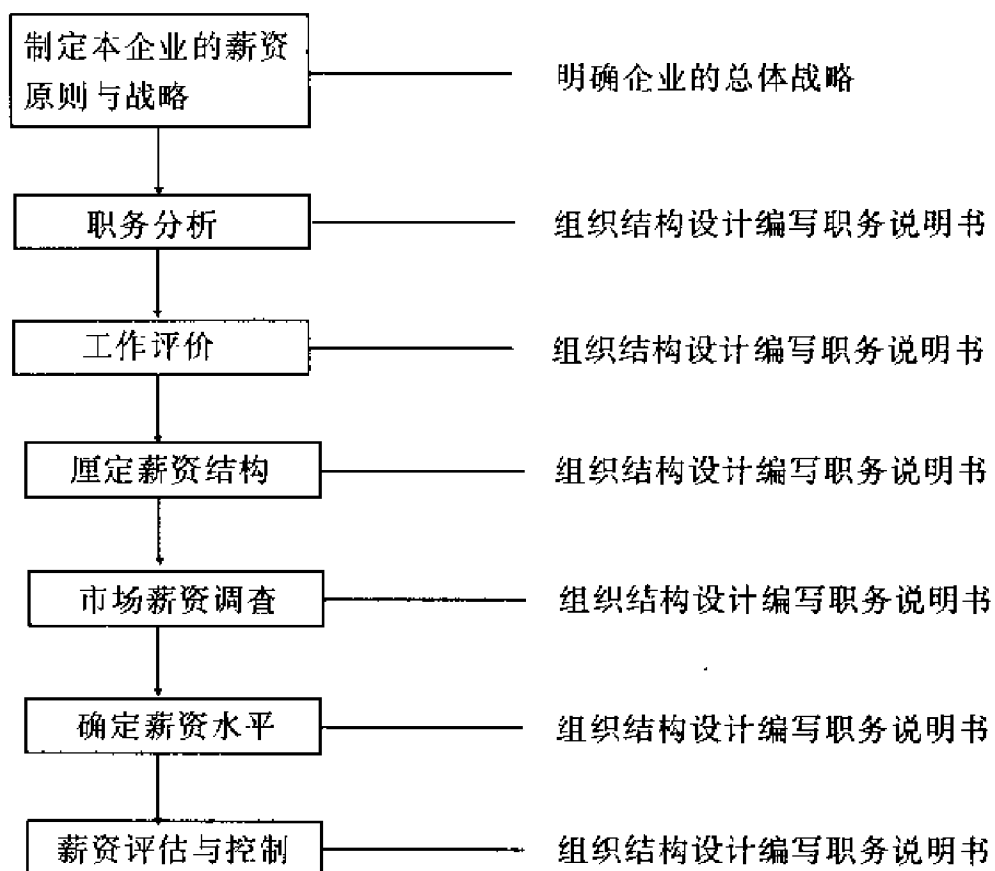 制定本企业的薪资
原则与战略
明确企业的总体战略
职务分析
组织结构设计编写职务说明书
工作评价
组织结构设计编写职务说明书
厘定薪资结构
组织结构设计编写职务说明书
市场薪资调查
组织结构设计编写职务说明书
确定薪资水平
组织结构设计编写职务说明书
薪资评估与控制
组织结构设计编写职务说明书